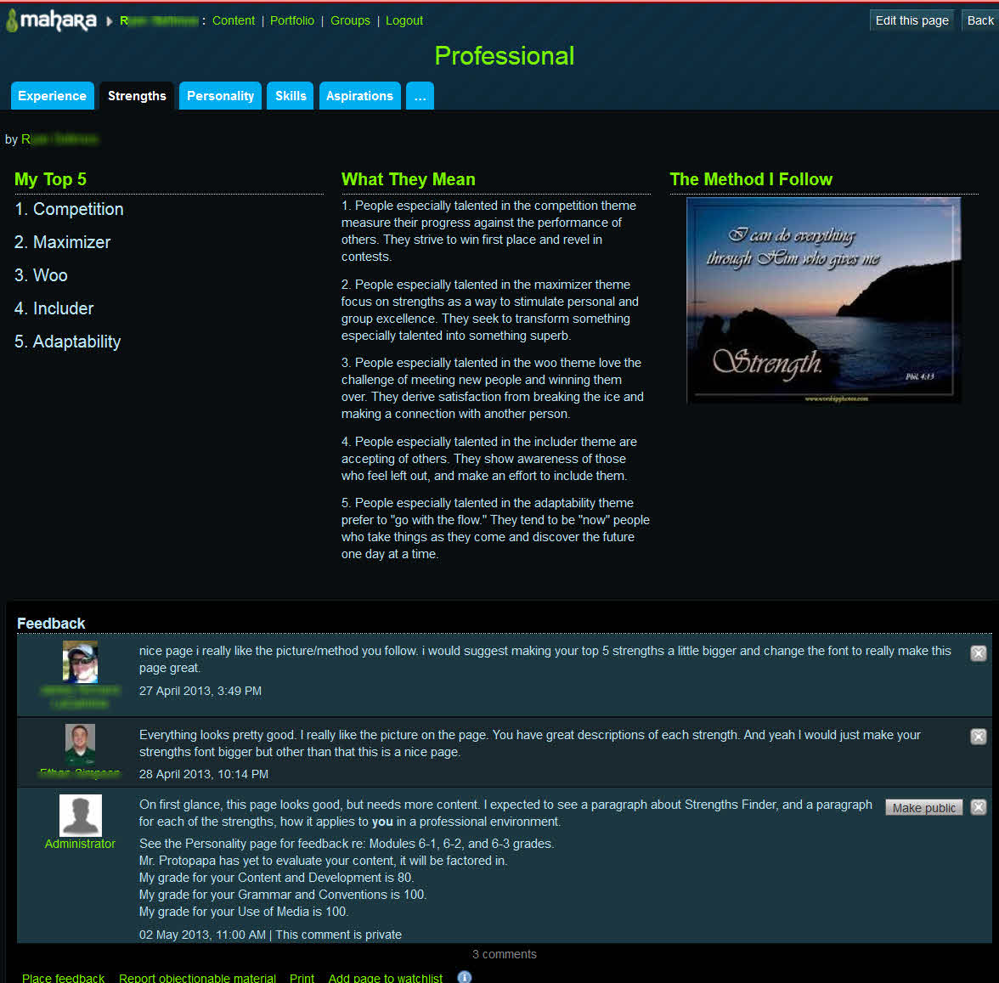 mahara R : Content | Portfolio | Groups | Logout Edit this page Back
Professional
Experience Strengths Personality Skills Aspirations ...
by R
My Top 5
1. Competition
2. Maximizer
3. Woo
4. Includer
5. Adaptability
What They Mean
1. People especially talented in the competition theme
measure their progress against the performance of
others. They strive to win first place and revel in
contests.
2. People especially talented in the maximizer theme
focus on strengths as a way to stimulate personal and
group excellence. They seek to transform something
especially talented into something superb.
3. People especially talented in the woo theme love the
challenge of meeting new people and winning them
over. They derive satisfaction from breaking the ice and
making a connection with another person.
4. People especially talented in the includer theme are
accepting of others. They show awareness of those
who feel left out, and make an effort to include them.
5. People especially talented in the adaptability theme
prefer to "go with the flow." They tend to be "now" people
who take things as they come and discover the future
one day at a time.
The Method I Follow
I can do everything
through Him who gives me
Strength.
Phil. 4:13
www.worshipphotos.com
Feedback
nice page i really like the picture/method you follow. i would suggest making your top 5 strengths a little bigger and change the font to really make this
page great.
27 April 2013, 3:49 PM
Everything looks pretty good. I really like the picture on the page. You have great descriptions of each strength. And yeah I would just make your
strengths font bigger but other than that this is a nice page.
28 April 2013, 10:14 PM
Administrator
On first glance, this page looks good, but needs more content. I expected to see a paragraph about Strengths Finder, and a paragraph
for each of the strengths, how it applies to you in a professional environment.
Make public
See the Personality page for feedback re: Modules 6-1, 6-2, and 6-3 grades.
Mr. Protopapa has yet to evaluate your content, it will be factored in.
My grade for your Content and Development is 80.
My grade for your Grammar and Conventions is 100.
My grade for your Use of Media is 100.
02 May 2013, 11:00 AM | This comment is private
3 comments
Place feedback Report objectionable material Print Add page to watchlist